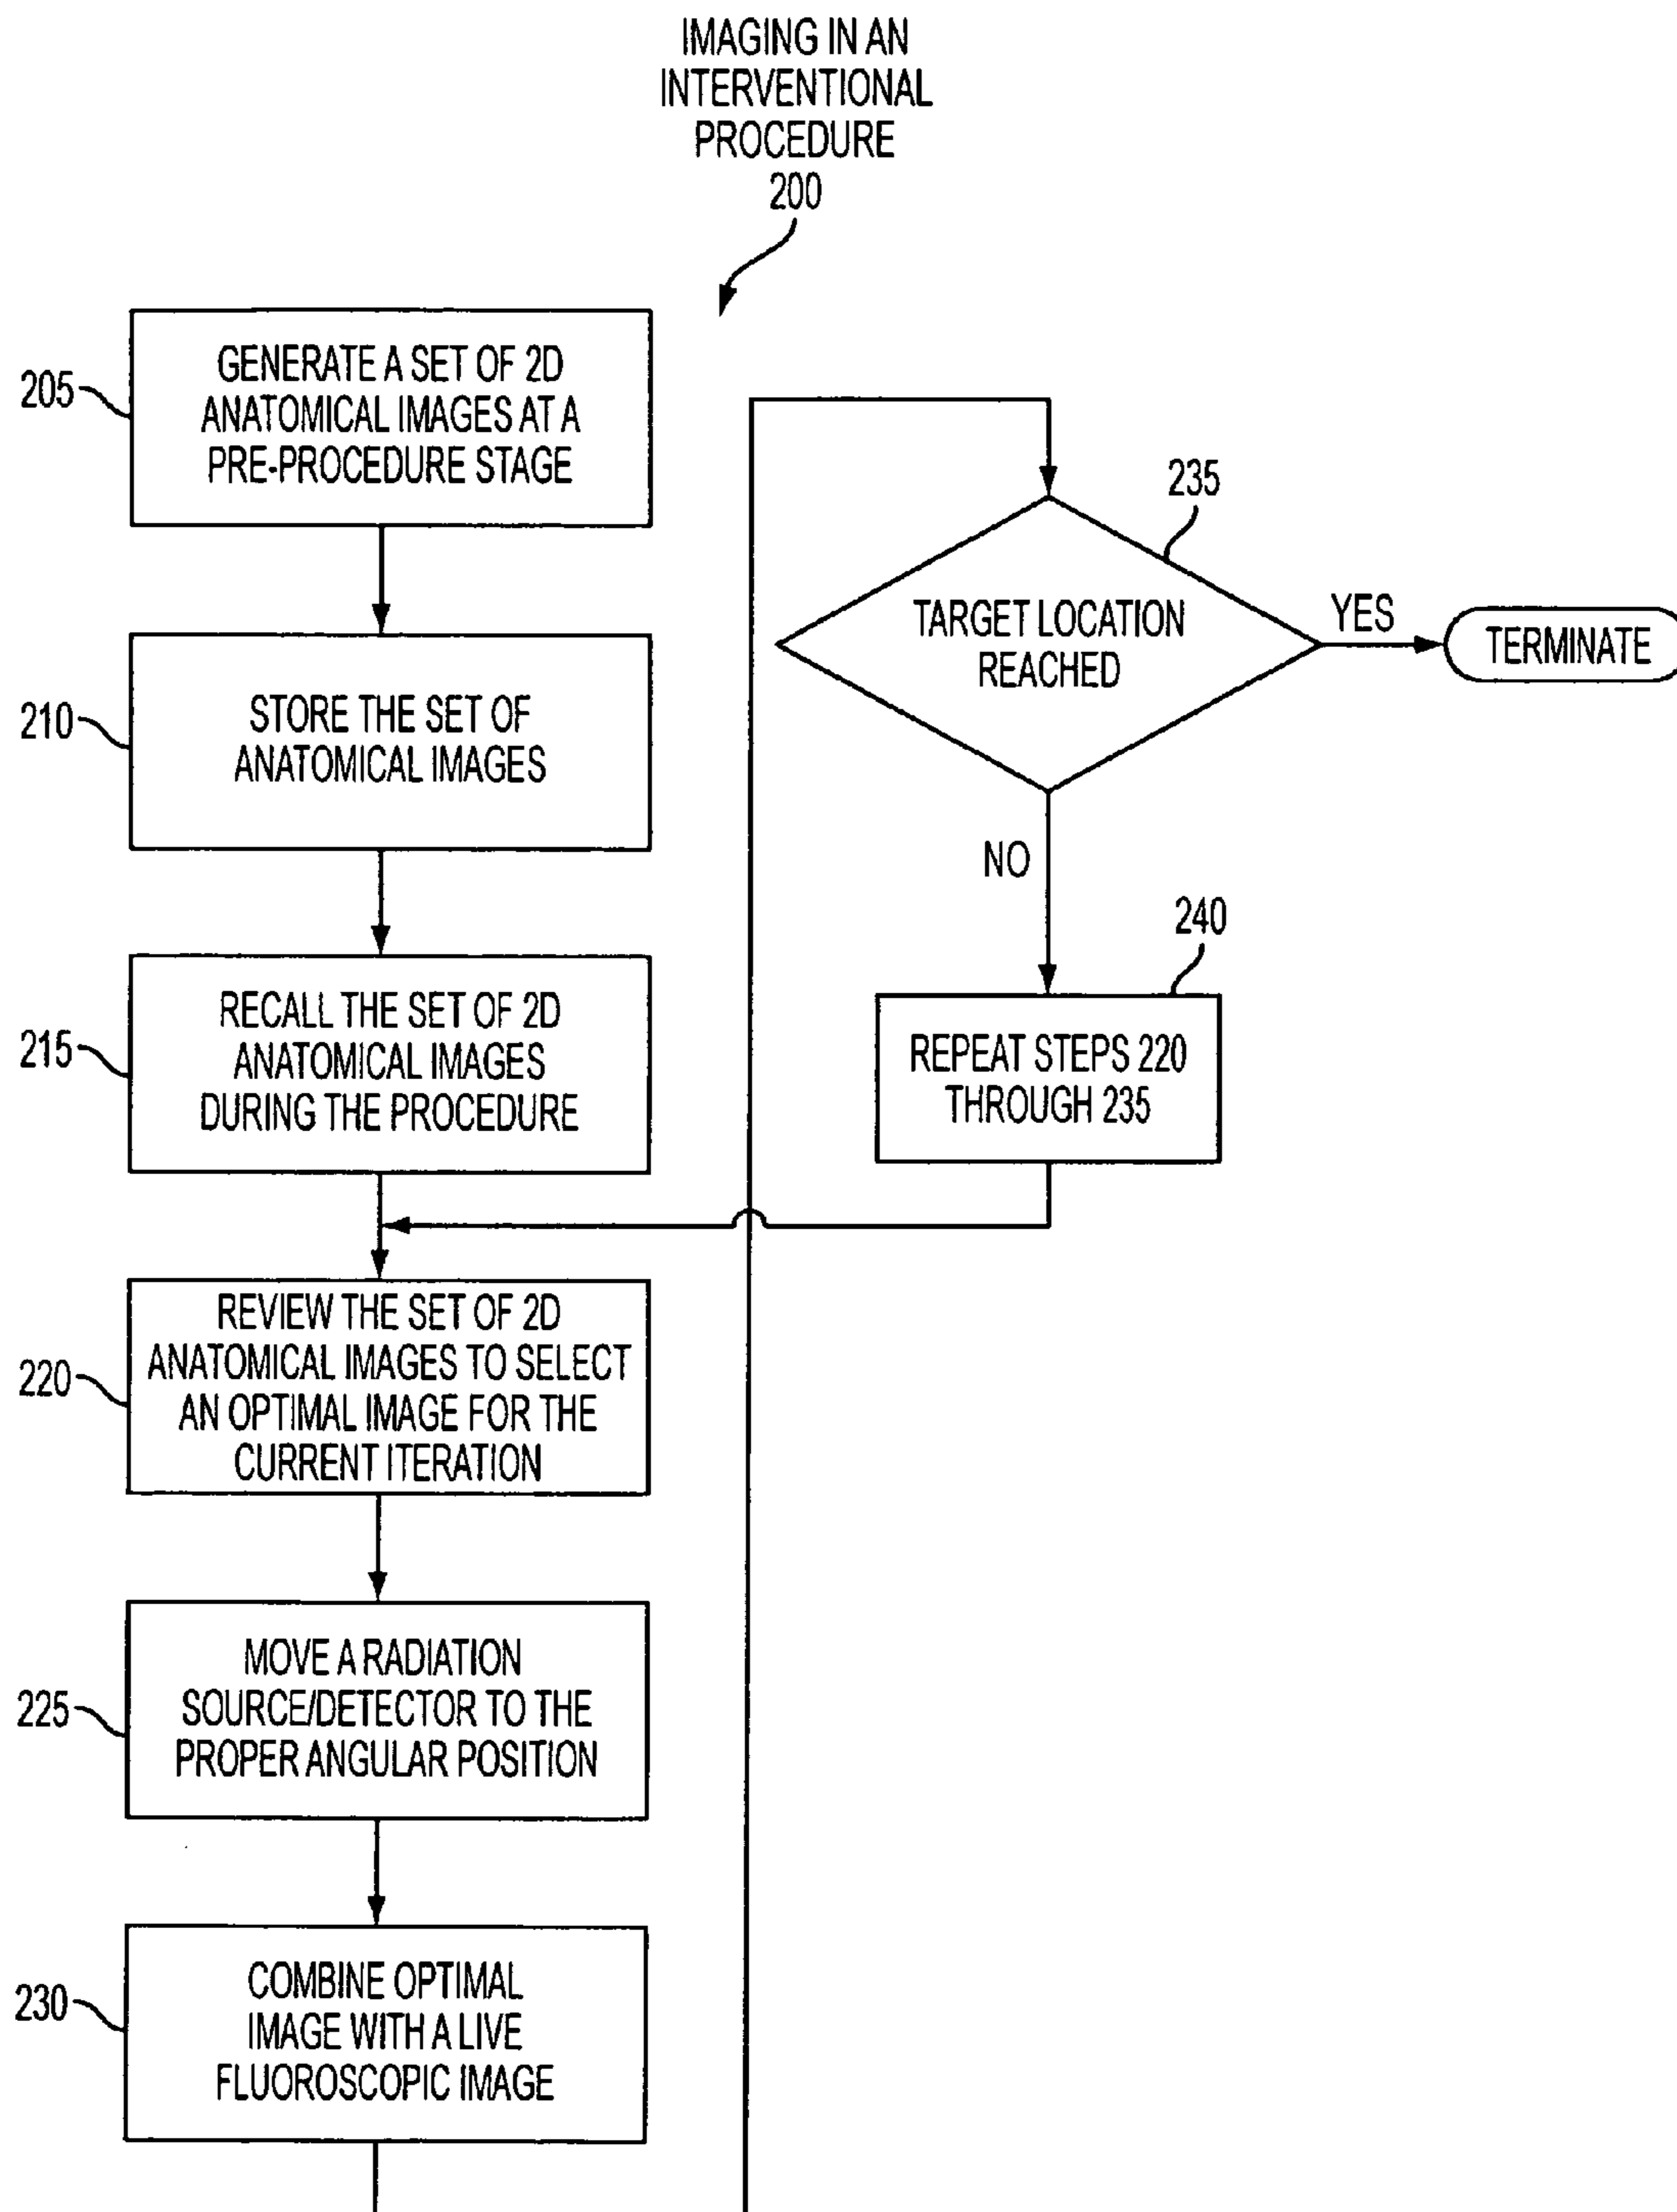 IMAGING IN AN
INTERVENTIONAL
PROCEDURE
200
205
GENERATE A SET OF 2D
ANATOMICAL IMAGES AT A
PRE-PROCEDURE STAGE
210
STORE THE SET OF
ANATOMICAL IMAGES
215
RECALL THE SET OF 2D
ANATOMICAL IMAGES
DURING THE PROCEDURE
220
REVIEW THE SET OF 2D
ANATOMICAL IMAGES TO SELECT
AN OPTIMAL IMAGE FOR THE
CURRENT ITERATION
225
MOVE A RADIATION
SOURCE/DETECTOR TO THE
PROPER ANGULAR POSITION
230
COMBINE OPTIMAL
IMAGE WITH A LIVE
FLUOROSCOPIC IMAGE
235
TARGET LOCATION
REACHED
YES
TERMINATE
NO
240
REPEAT STEPS 220
THROUGH 235